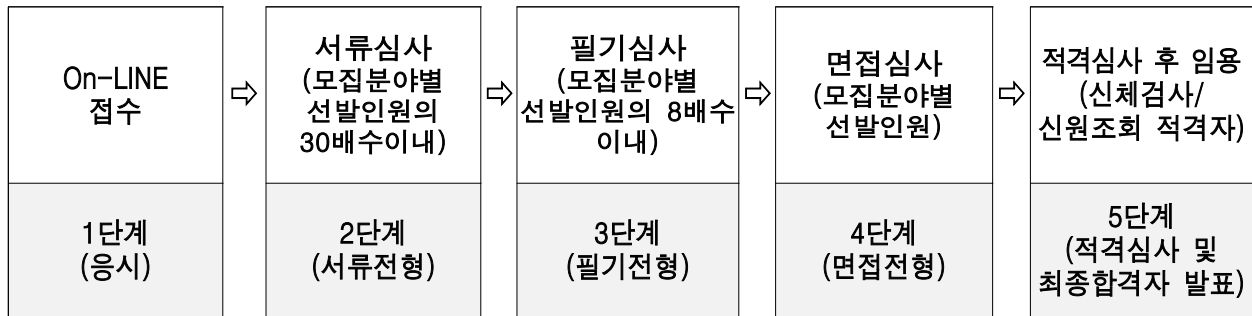 On-LINE
접수
서류심사
(모집분야별
선발인원의
30배수이내)
필기심사
(모집분야별
선발인원의 8배수
이내)
면접심사
(모집분야별
선발인원)
적격심사 후 임용
(신체검사/
신원조회 적격자)
1단계
(응시)
2단계
(서류전형)
3단계
(필기전형)
4단계
(면접전형)
5단계
(적격심사 및
최종합격자 발표)